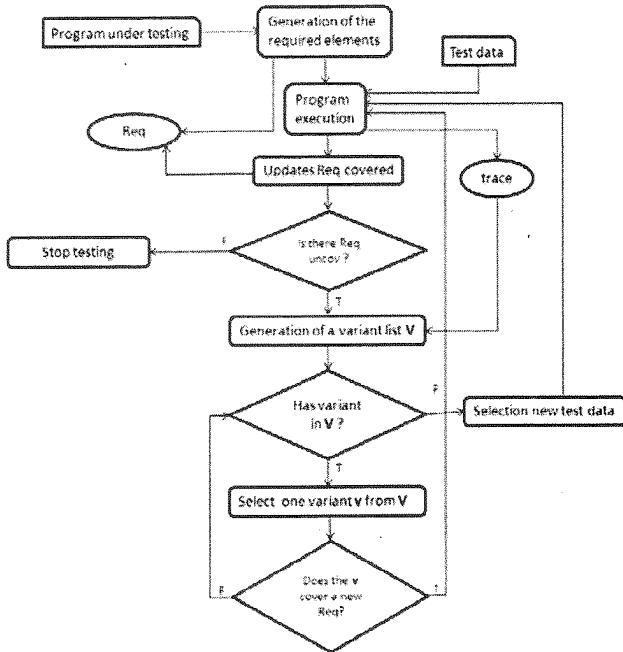 Program under testing
Generation of the
required elements
Test data
Program
execution
Req
Updates Req covered
trace
Is there Req
uncov ?
F
Stop testing
T
Generation of a variant list V
Has variant
in V ?
F
Selection new test data
T
Select one variant v from V
Does the v
cover a new
Req?
F
T